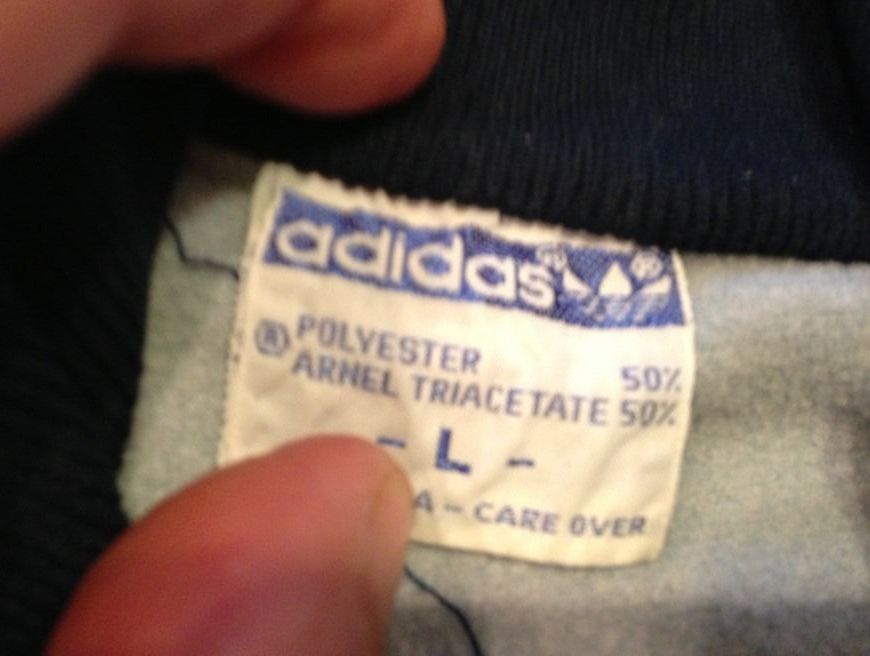 adidas
POLYESTER 50%
® ARNEL TRIACETATE 50%
- L -
A - CARE OVER